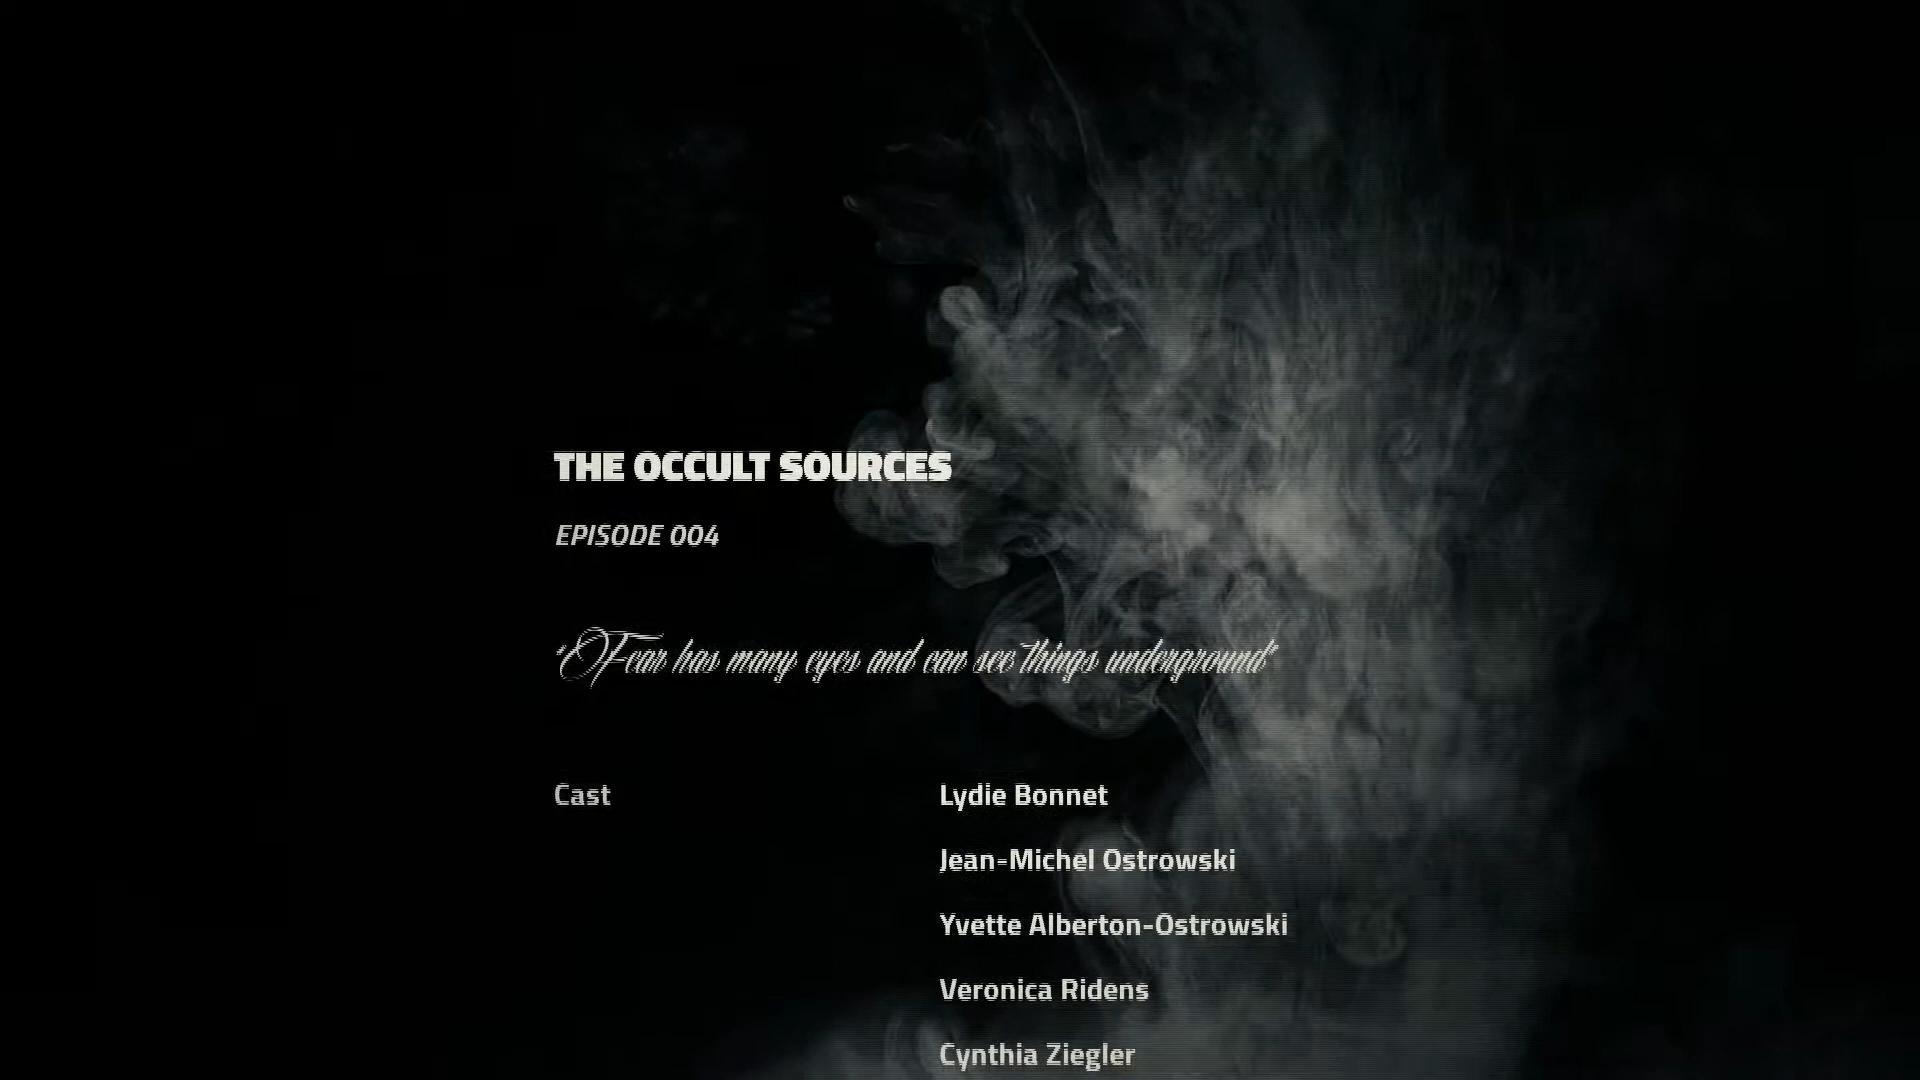 THE OCCULT SOURCES
EPISODE 004
"Fear has many eyes and can see things underground"
Cast
Lydie Bonnet
Jean-Michel Ostrowski
Yvette Alberton-Ostrowski
Veronica Ridens
Cynthia Ziegler